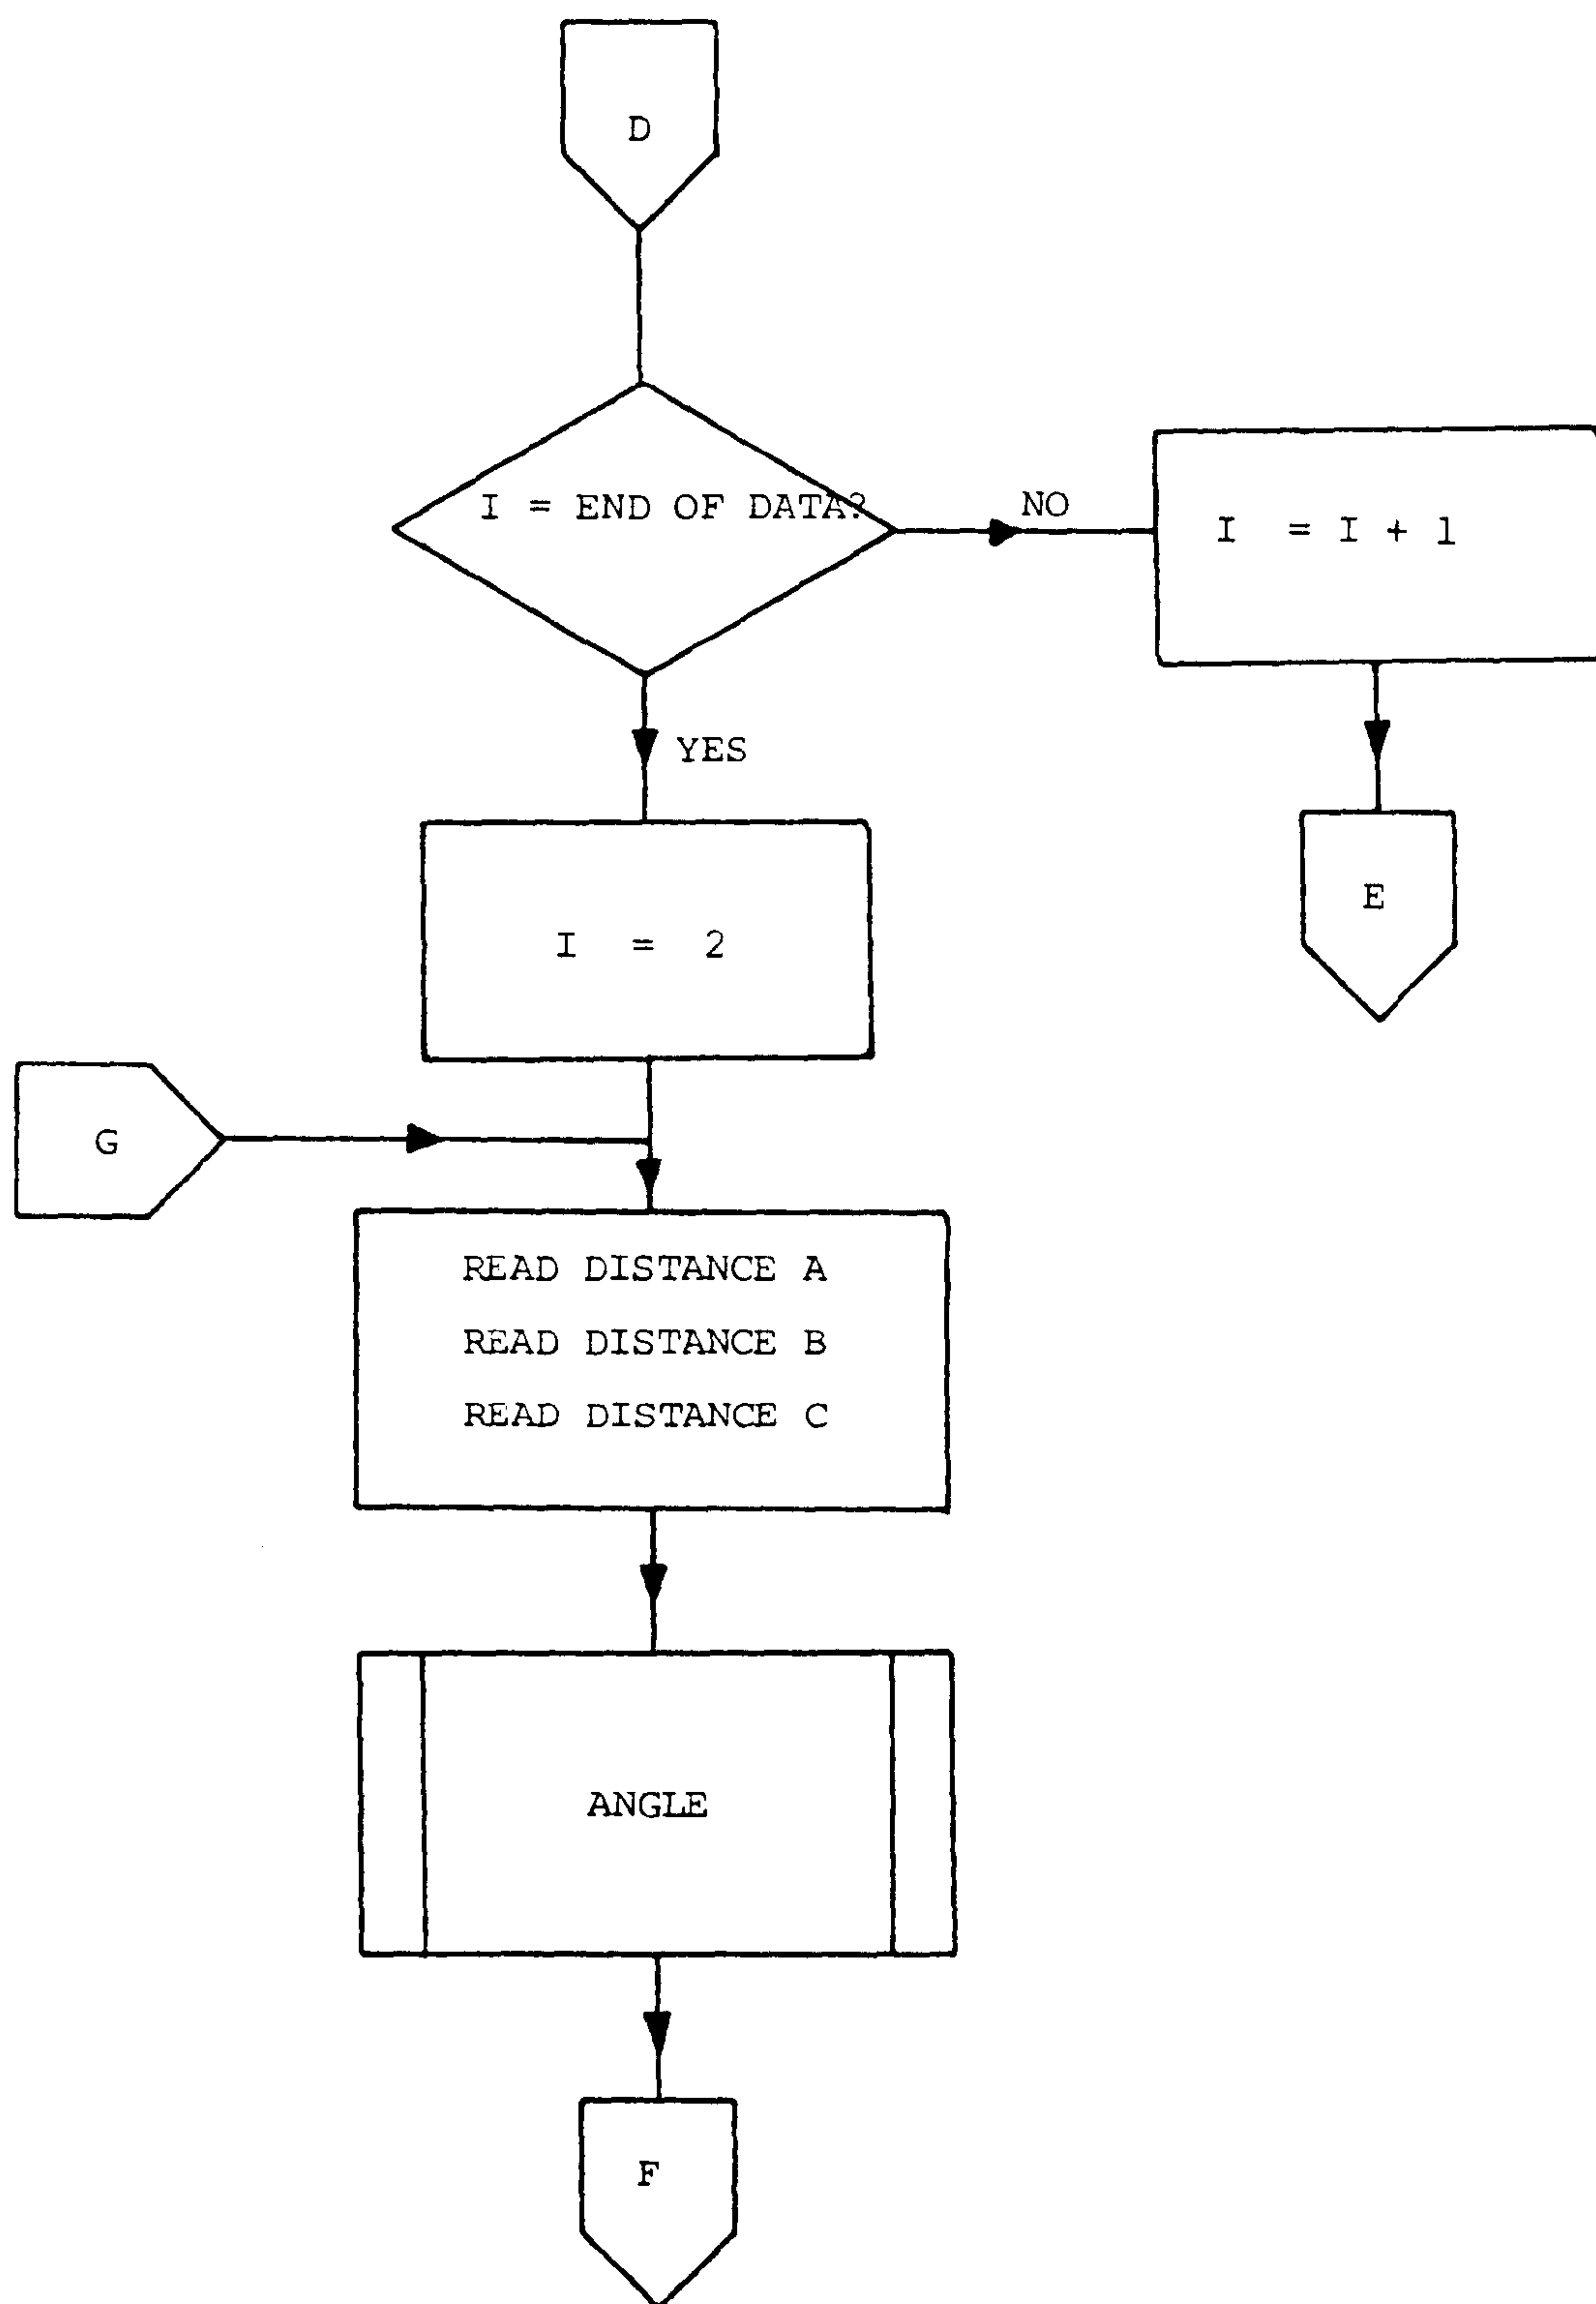 D
I = END OF DATA?
NO
I = I + 1
YES
E
I = 2
G
READ DISTANCE A
READ DISTANCE B
READ DISTANCE C
ANGLE
F